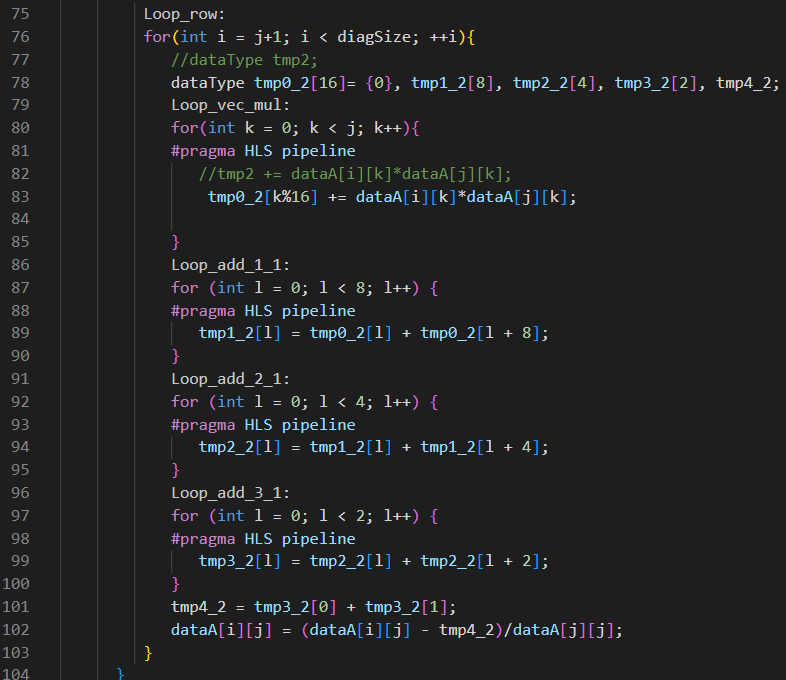 75 Loop_row:
76 for(int i = j+1; i < diagSize; ++i){
77 //dataType tmp2;
78 dataType tmp0_2[16]= {0}, tmp1_2[8], tmp2_2[4], tmp3_2[2], tmp4_2;
79 Loop_vec_mul:
80 for(int k = 0; k < j; k++){
81 #pragma HLS pipeline
82 //tmp2 += dataA[i][k]*dataA[j][k];
83 tmp0_2[k%16] += dataA[i][k]*dataA[j][k];
84
85 }
86 Loop_add_1_1:
87 for (int l = 0; l < 8; l++) {
88 #pragma HLS pipeline
89 tmp1_2[l] = tmp0_2[l] + tmp0_2[l + 8];
90 }
91 Loop_add_2_1:
92 for (int l = 0; l < 4; l++) {
93 #pragma HLS pipeline
94 tmp2_2[l] = tmp1_2[l] + tmp1_2[l + 4];
95 }
96 Loop_add_3_1:
97 for (int l = 0; l < 2; l++) {
98 #pragma HLS pipeline
99 tmp3_2[l] = tmp2_2[l] + tmp2_2[l + 2];
100 }
101 tmp4_2 = tmp3_2[0] + tmp3_2[1];
102 dataA[i][j] = (dataA[i][j] - tmp4_2)/dataA[j][j];
103 }
104 }